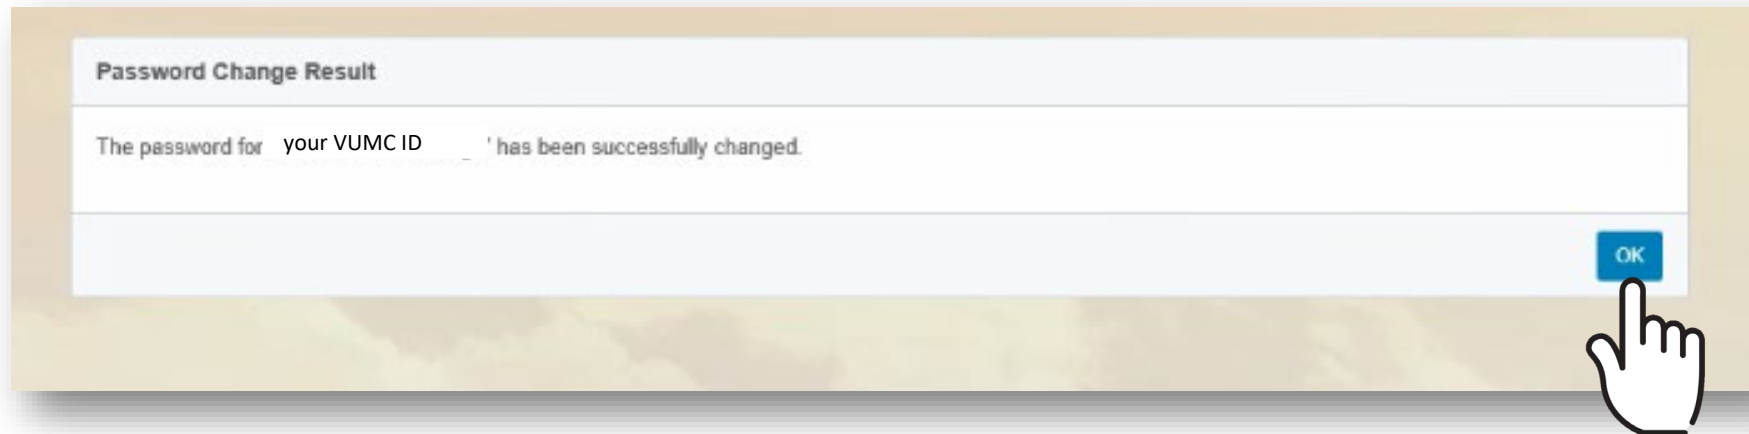 Password Change Result
The password for your VUMC ID ' has been successfully changed.
OK